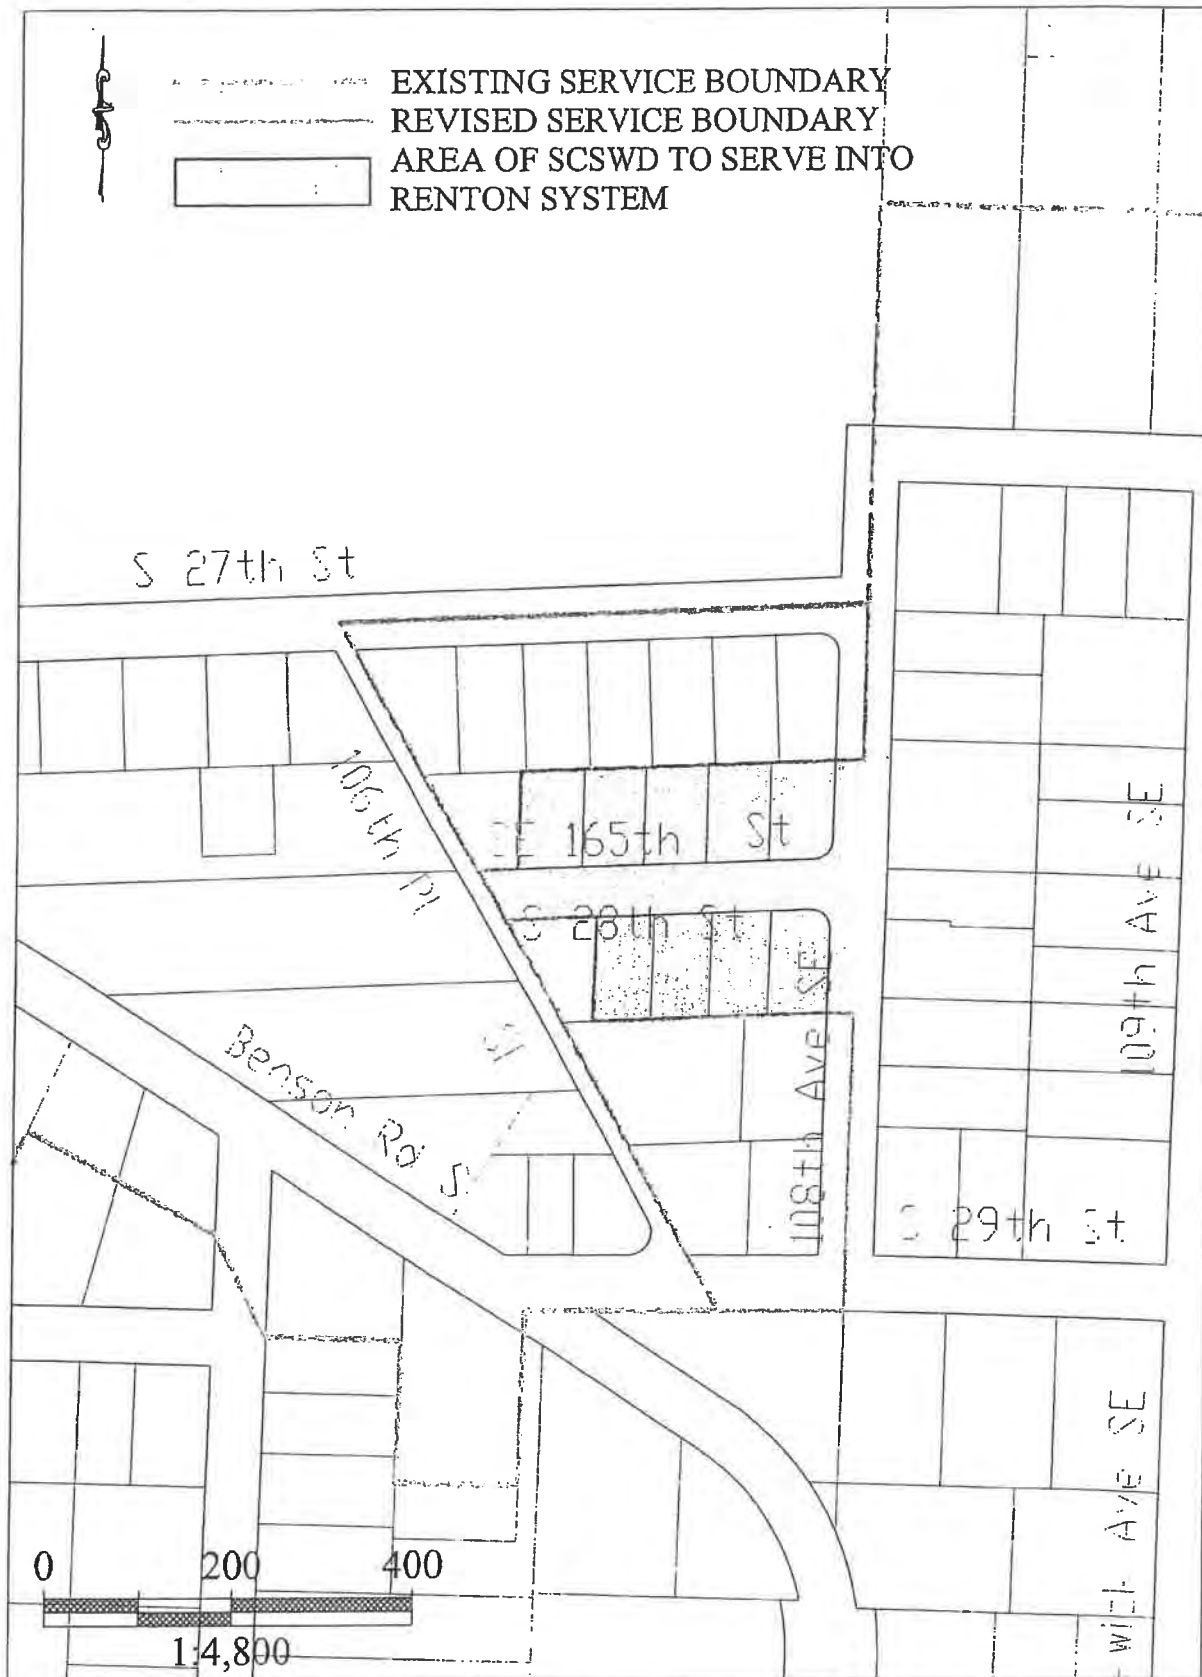 EXISTING SERVICE BOUNDARY
REVISED SERVICE BOUNDARY
AREA OF SCSWD TO SERVE INTO
RENTON SYSTEM
S 27th St
106th Pl
165th St
S 28th St
109th Ave SE
Benson Rd S
108th Ave SE
S 29th St
Ave SE
0 200 400
1:4,800